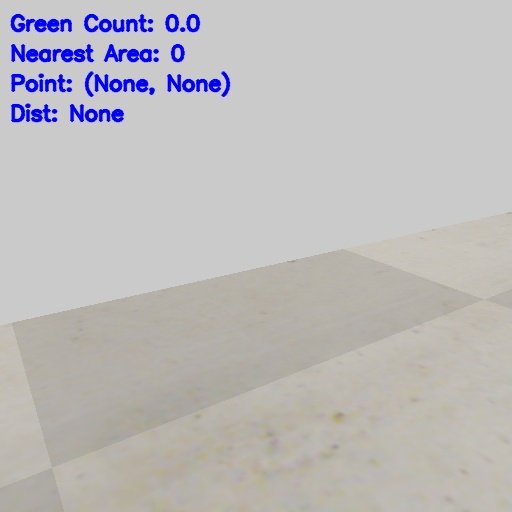 Green Count: 0.0
Nearest Area: 0
Point: (None, None)
Dist: None